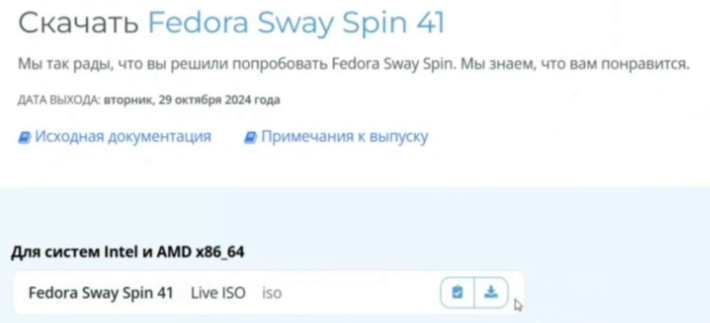 Скачать Fedora Sway Spin 41
Мы так рады, что вы решили попробовать Fedora Sway Spin. Мы знаем, что вам понравится.
ДАТА ВЫХОДА: вторник, 29 октября 2024 года
Исходная документация Примечания к выпуску
Для систем Intel и AMD x86_64
Fedora Sway Spin 41 Live ISO iso